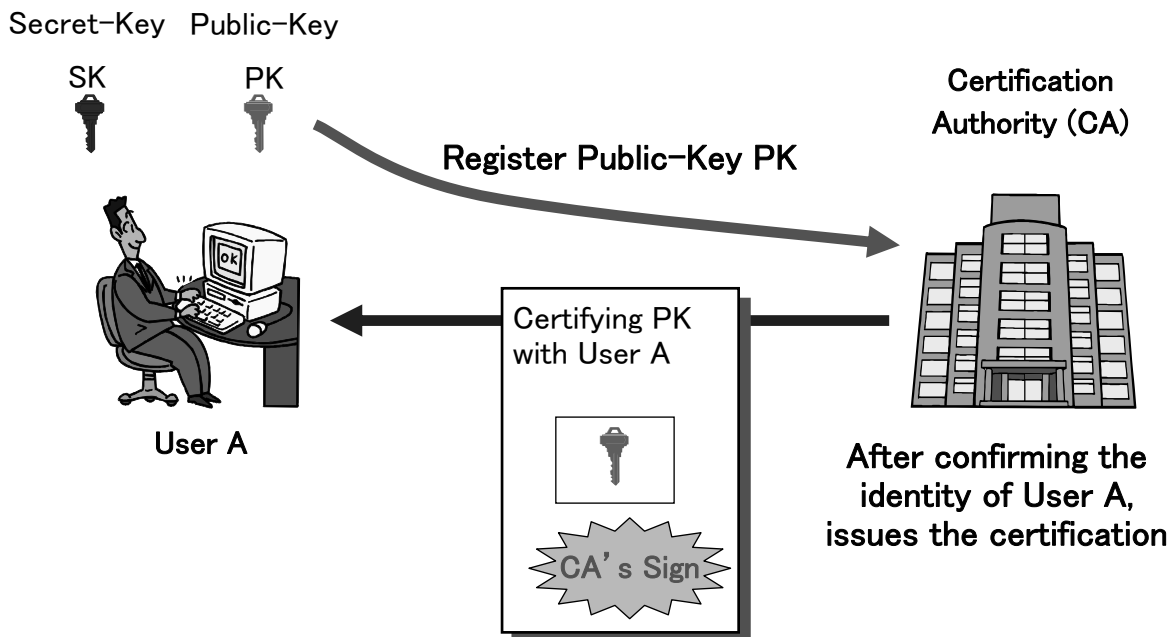 Secret-Key Public-Key
SK PK
Certification
Authority (CA)
Register Public-Key PK
OK
Certifying PK
with User A
User A
CA's Sign
After confirming the
identity of User A,
issues the certification